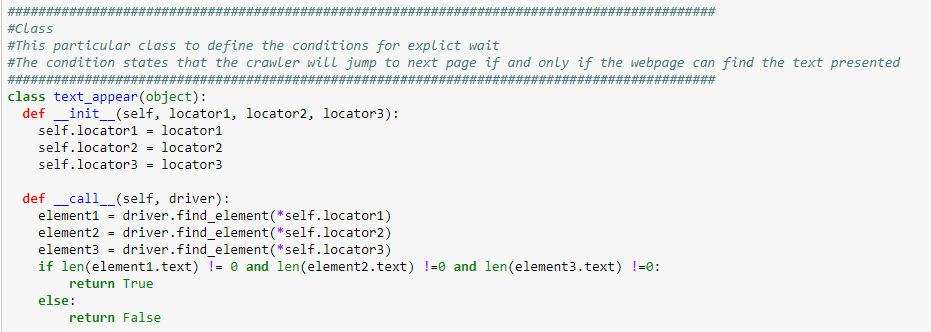 ############################################################################################
#Class
#This particular class to define the conditions for explict wait
#The condition states that the crawler will jump to next page if and only if the webpage can find the text presented
############################################################################################
class text_appear(object):
  def __init__(self, locator1, locator2, locator3):
    self.locator1 = locator1
    self.locator2 = locator2
    self.locator3 = locator3

  def __call__(self, driver):
    element1 = driver.find_element(*self.locator1)
    element2 = driver.find_element(*self.locator2)
    element3 = driver.find_element(*self.locator3)
    if len(element1.text) != 0 and len(element2.text) !=0 and len(element3.text) !=0:
        return True
    else:
        return False